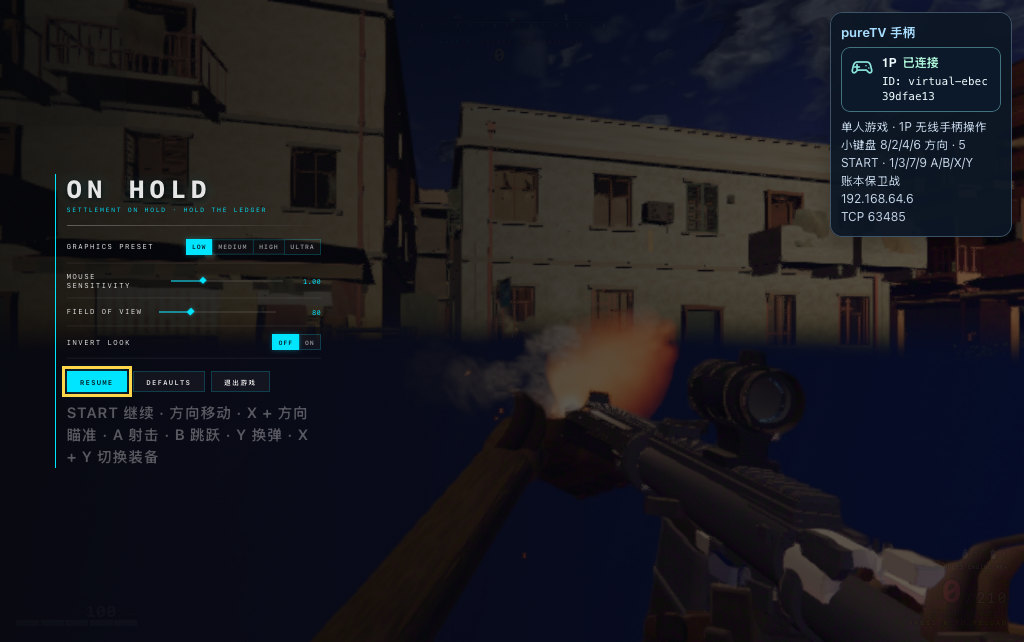 ON HOLD
SETTLEMENT ON HOLD · HOLD THE LEDGER
GRAPHICS PRESET LOW MEDIUM HIGH ULTRA
MOUSE
SENSITIVITY 1.00
FIELD OF VIEW 80
INVERT LOOK OFF ON
RESUME DEFAULTS 退出游戏
START 继续 · 方向移动 · X + 方向
瞄准 · A 射击 · B 跳跃 · Y 换弹 · X
+ Y 切换装备
pureTV 手柄
1P 已连接
ID: virtual-ebec
39dfae13
单人游戏 · 1P 无线手柄操作
小键盘 8/2/4/6 方向 · 5
START · 1/3/7/9 A/B/X/Y
账本保卫战
192.168.64.6
TCP 63485
100
0 210
0